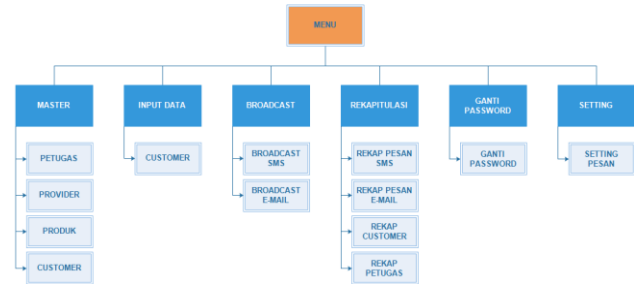 MENU
MASTER
INPUT DATA
BROADCAST
REKAPITULASI
GANTI
PASSWORD
SETTING
PETUGAS
PROVIDER
PRODUK
CUSTOMER
CUSTOMER
BROADCAST
SMS
BROADCAST
E-MAIL
REKAP PESAN
SMS
REKAP PESAN
E-MAIL
REKAP
CUSTOMER
REKAP
PETUGAS
GANTI
PASSWORD
SETTING
PESAN